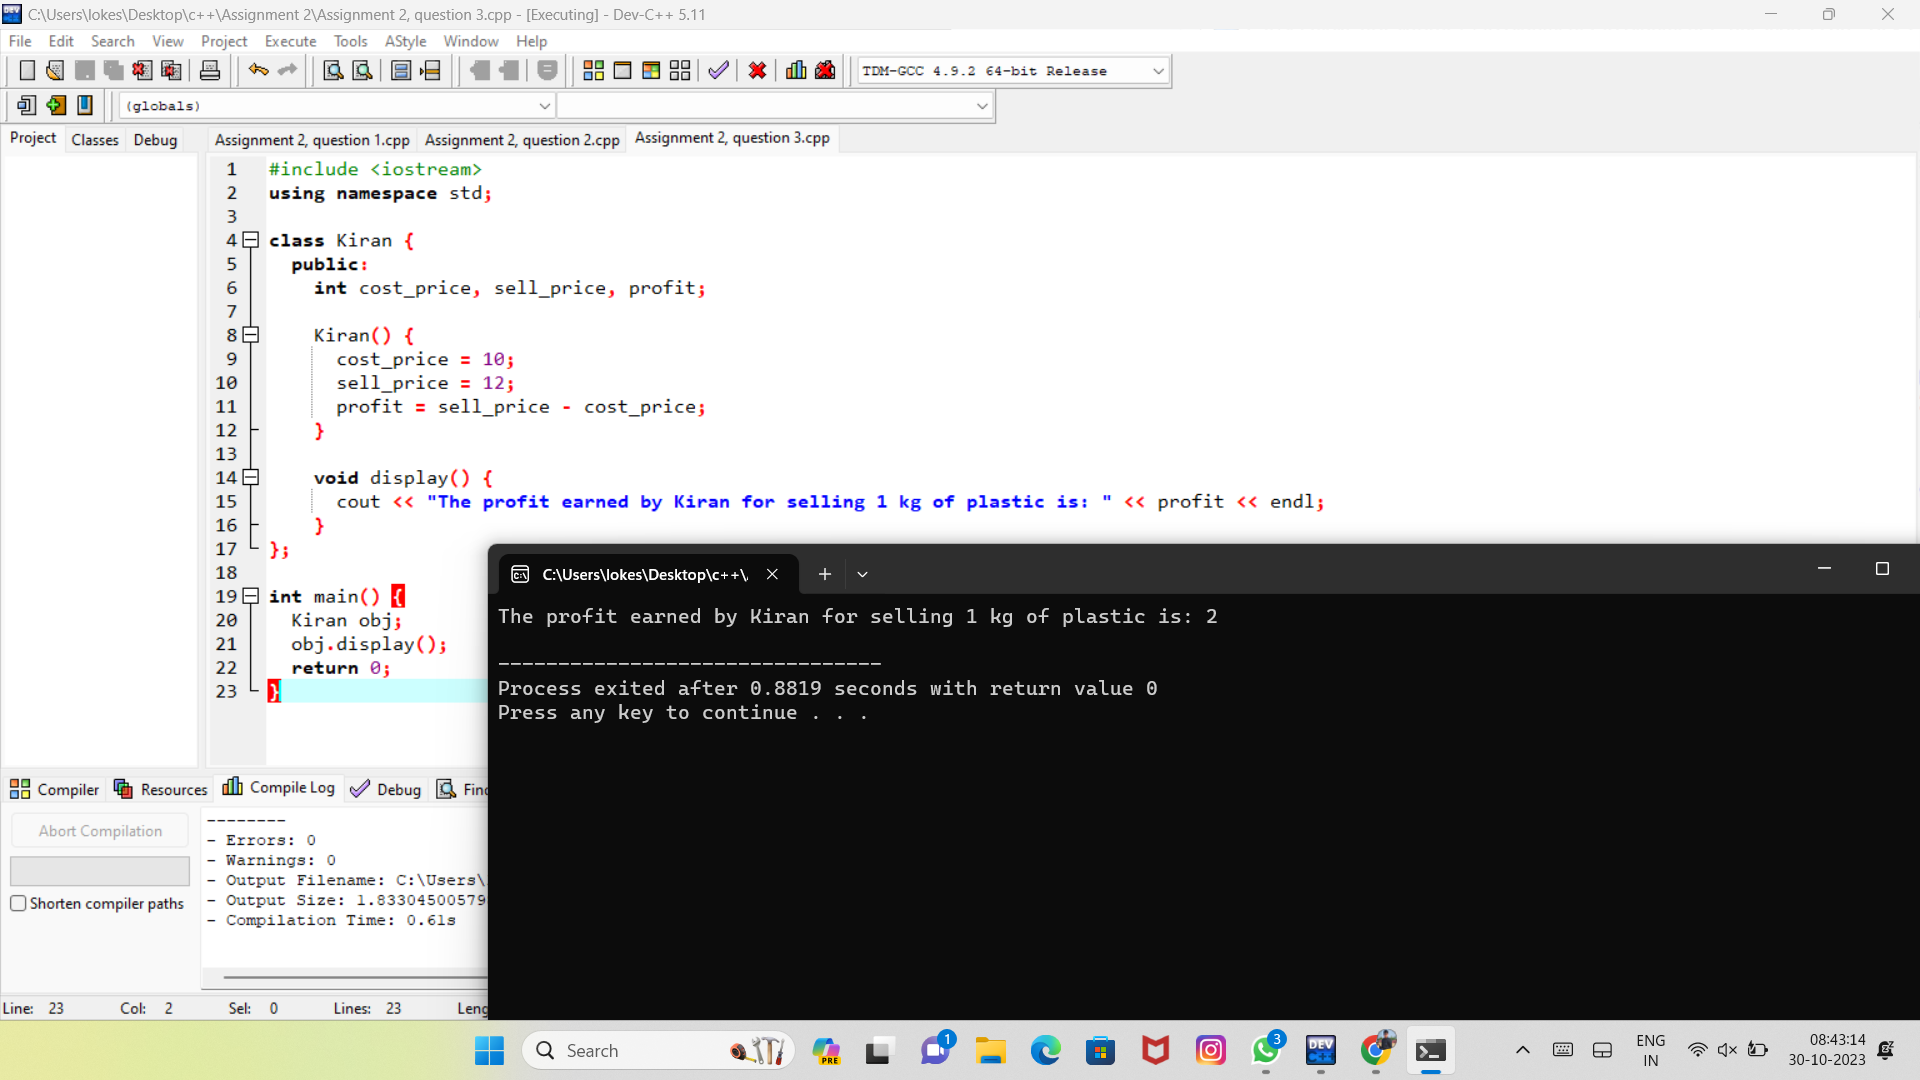 C:\Users\lokes\Desktop\c++\Assignment 2\Assignment 2, question 3.cpp - [Executing] - Dev-C++ 5.11
File Edit Search View Project Execute Tools AStyle Window Help
TDM-GCC 4.9.2 64-bit Release
(globals)
Project Classes Debug
Assignment 2, question 1.cpp Assignment 2, question 2.cpp Assignment 2, question 3.cpp
1 #include <iostream>
2 using namespace std;
3
4 class Kiran {
5 public:
6 int cost_price, sell_price, profit;
7
8 Kiran() {
9 cost_price = 10;
10 sell_price = 12;
11 profit = sell_price - cost_price;
12 }
13
14 void display() {
15 cout << "The profit earned by Kiran for selling 1 kg of plastic is: " << profit << endl;
16 }
17 };
18
19 int main() {
20 Kiran obj;
21 obj.display();
22 return 0;
23 }
C:\Users\lokes\Desktop\c++\
The profit earned by Kiran for selling 1 kg of plastic is: 2
--------------------------------
Process exited after 0.8819 seconds with return value 0
Press any key to continue . . .
Compiler Resources Compile Log Debug
Abort Compilation
Shorten compiler paths
--------
- Errors: 0
- Warnings: 0
- Output Filename: C:\Users\
- Output Size: 1.83304500579
- Compilation Time: 0.61s
Line: 23 Col: 2 Sel: 0 Lines: 23 Leng
Search
PRE
1
3
DEV
C++
ENG
IN
08:43:14
30-10-2023